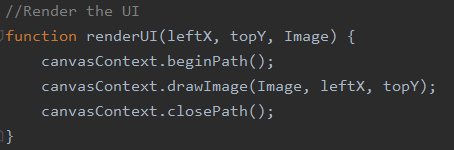 //Render the UI
function renderUI(leftX, topY, Image) {
    canvasContext.beginPath();
    canvasContext.drawImage(Image, leftX, topY);
    canvasContext.closePath();
}